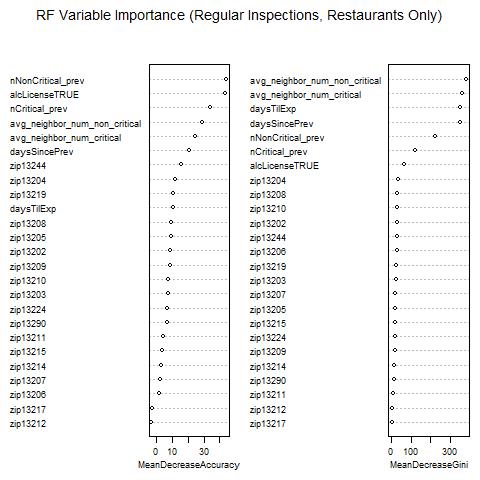 RF Variable Importance (Regular Inspections, Restaurants Only)
nNonCritical_prev
alcLicenseTRUE
nCritical_prev
avg_neighbor_num_non_critical
avg_neighbor_num_critical
daysSincePrev
zip13244
zip13204
zip13219
daysTilExp
zip13208
zip13205
zip13202
zip13209
zip13210
zip13203
zip13224
zip13290
zip13211
zip13215
zip13214
zip13207
zip13206
zip13217
zip13212
0 10 30
MeanDecreaseAccuracy
avg_neighbor_num_non_critical
avg_neighbor_num_critical
daysTilExp
daysSincePrev
nNonCritical_prev
nCritical_prev
alcLicenseTRUE
zip13204
zip13208
zip13210
zip13202
zip13244
zip13206
zip13219
zip13203
zip13207
zip13205
zip13215
zip13224
zip13209
zip13214
zip13290
zip13211
zip13212
zip13217
0 100 300
MeanDecreaseGini